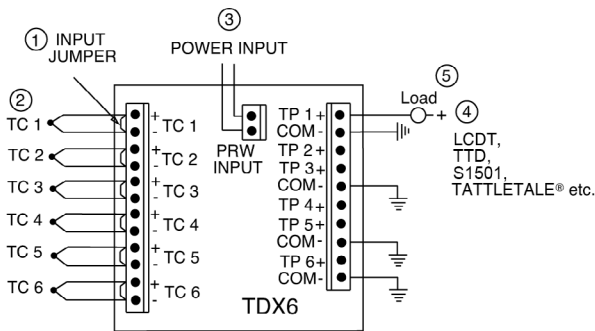 ① INPUT
JUMPER
③
POWER INPUT
②
TC 1
TC 2
TC 3
TC 4
TC 5
TC 6
+ TC 1
-
+ TC 2
-
+ TC 3
-
+ TC 4
-
+ TC 5
-
+ TC 6
-
PRW
INPUT
TP 1 +
COM -
TP 2 +
TP 3 +
COM -
TP 4 +
TP 5 +
COM -
TP 6 +
COM -
TDX6
⑤
Load
+ ④
LCDT,
TTD,
S1501,
TATTLETALE® etc.